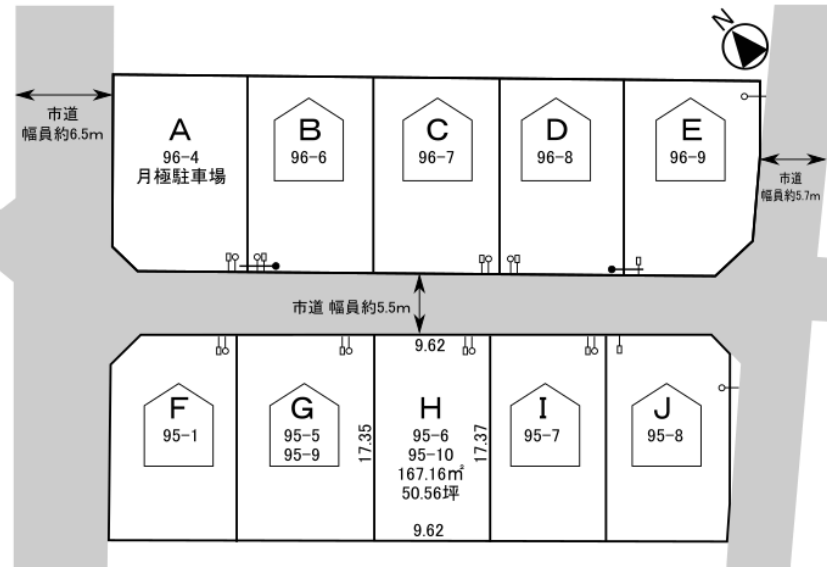 N
市道
幅員約6.5m
A
96-4
月極駐車場
B
96-6
C
96-7
D
96-8
E
96-9
市道
幅員約5.7m
市道 幅員約5.5m
F
95-1
G
95-5
95-9
17.35
9.62
H
95-6
95-10
167.16㎡
50.56坪
9.62
17.37
I
95-7
J
95-8